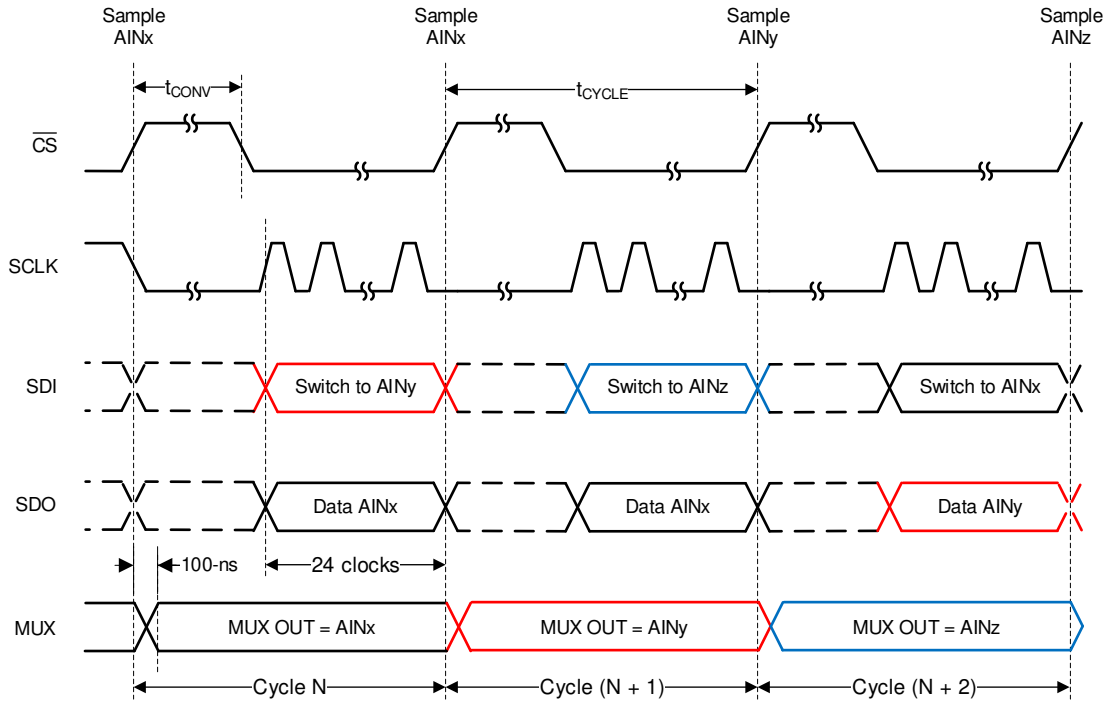 Sample Sample Sample Sample
AINx AINx AINy AINz
tCONV tCYCLE
CS
SCLK
SDI Switch to AINy Switch to AINz Switch to AINx
SDO Data AINx Data AINx Data AINy
100-ns 24 clocks
MUX MUX OUT = AINx MUX OUT = AINy MUX OUT = AINz
Cycle N Cycle (N + 1) Cycle (N + 2)